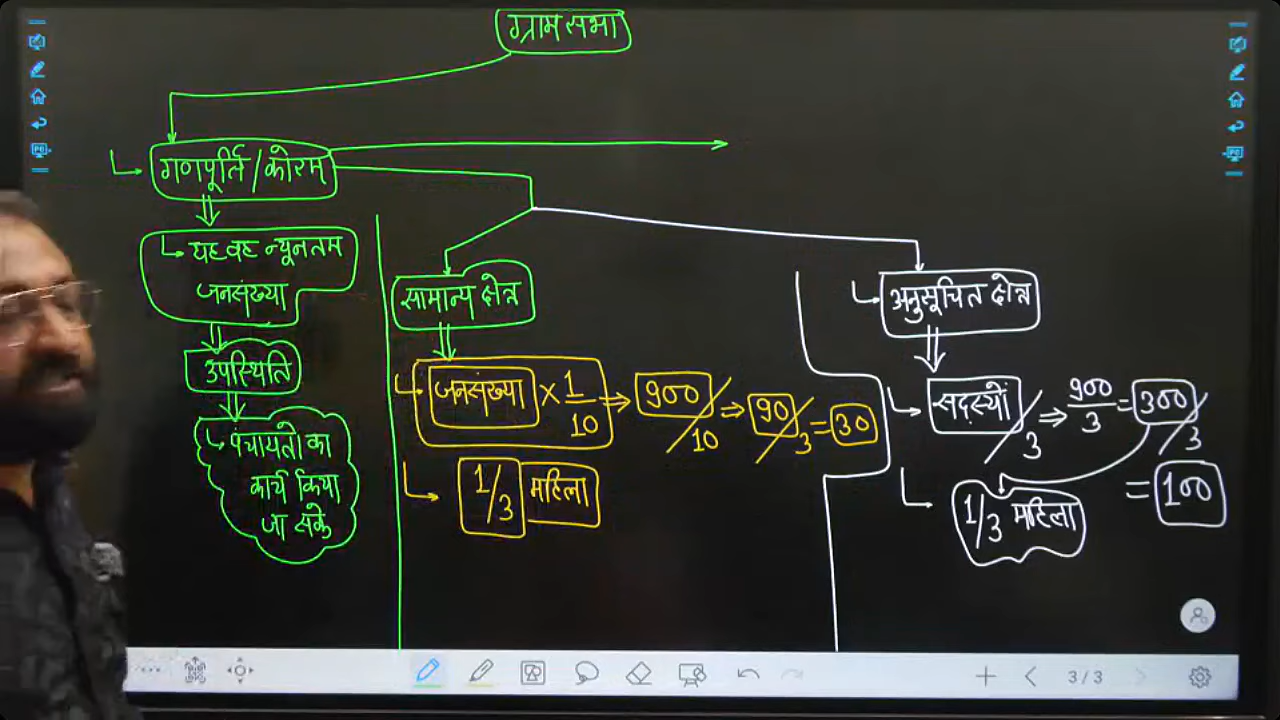 ग्राम सभा
गणपूर्ति/कोरम
यह वह न्यूनतम
जनसंख्या
उपस्थिति
पंचायतो का
कार्य किया
जा सके
सामान्य क्षेत्र
जनसंख्या × 1/10 ⇒ 900/10 ⇒ 90/3 = 30
1/3 महिला
अनुसूचित क्षेत्र
सदस्यों/3 ⇒ 900/3 = 300/3
= 100
1/3 महिला
3/3